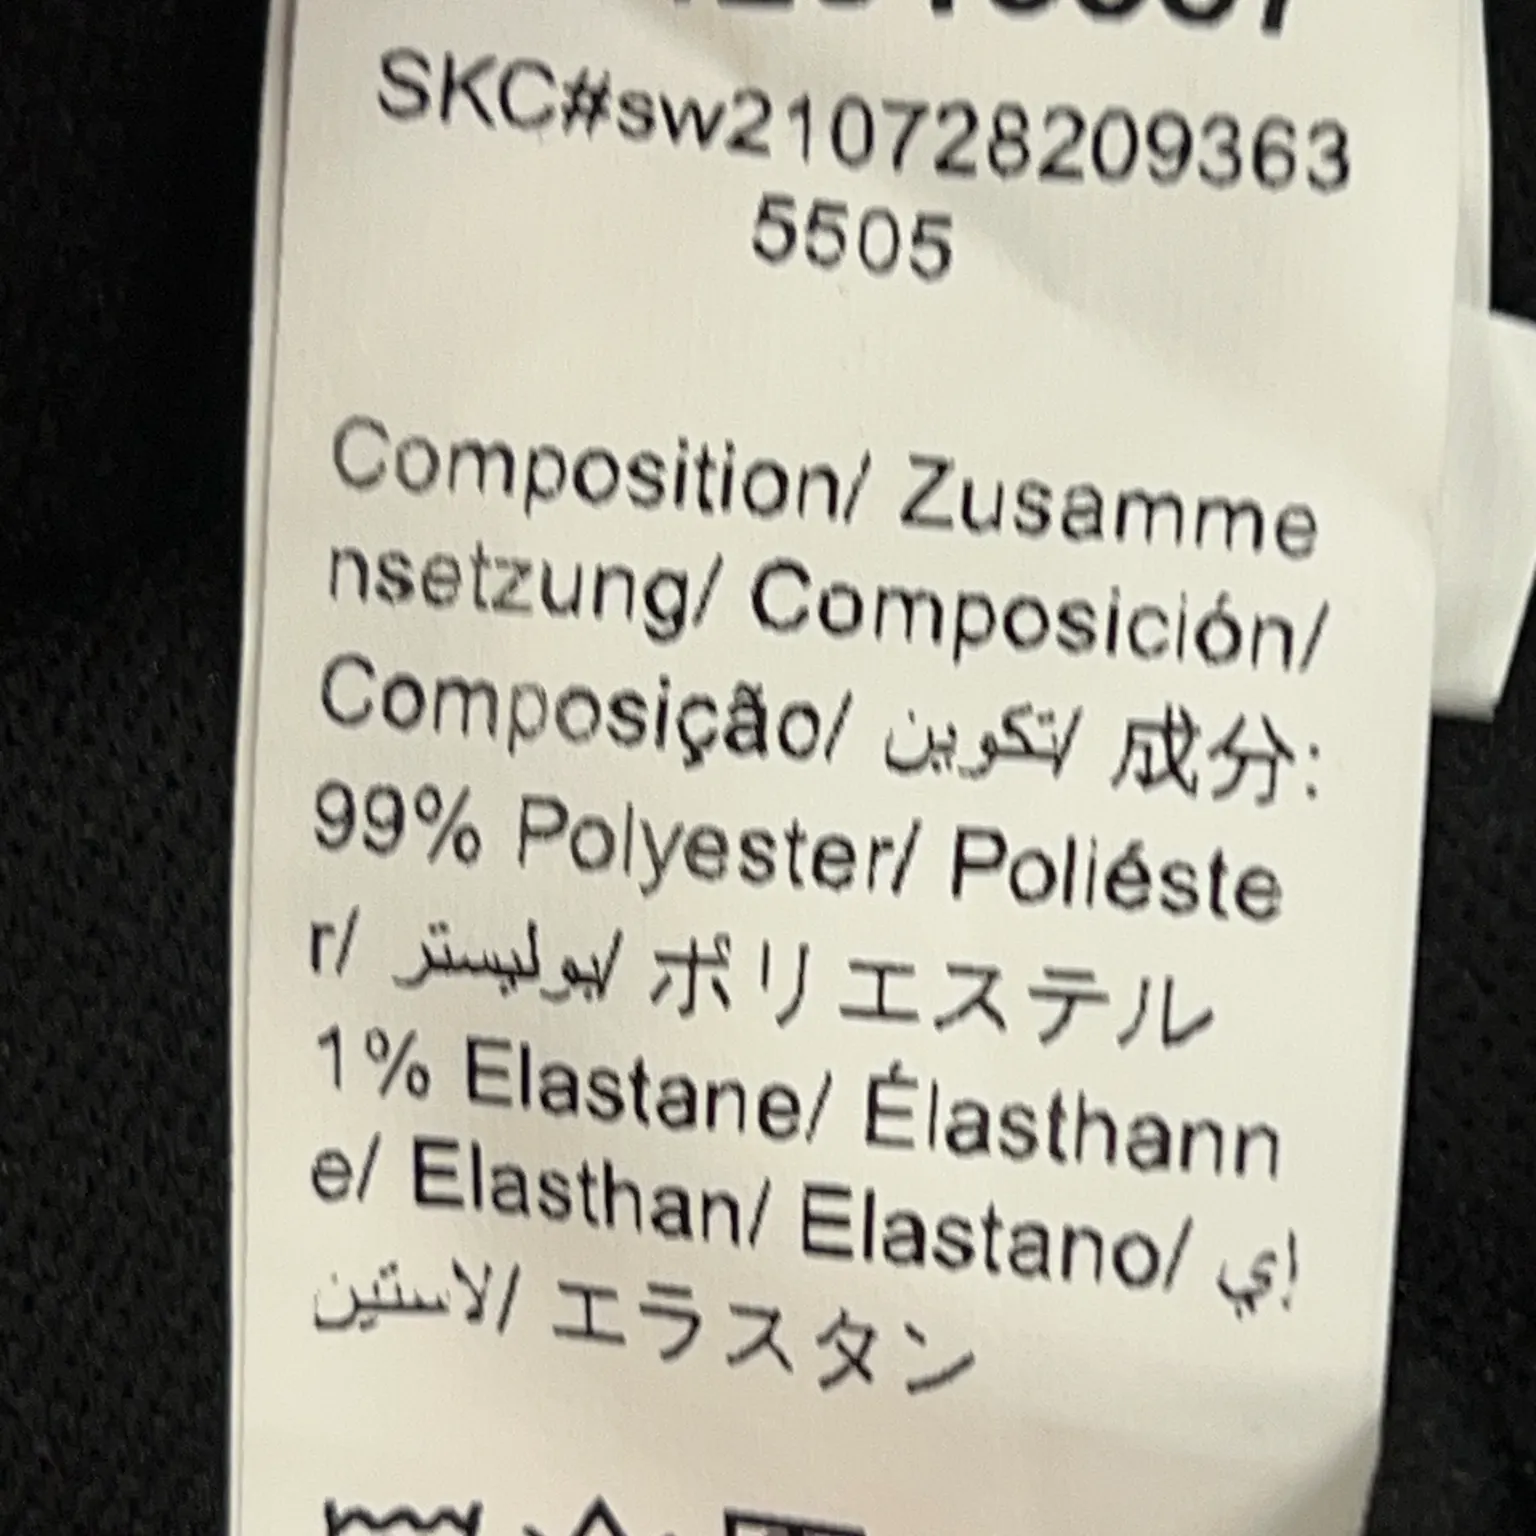 SKC#sw210728209363
5505
Composition/ Zusamme
nsetzung/ Composición/
Composição/ تكوين/ 成分:
99% Polyester/ Poliéste
r/ بوليستر/ ポリエステル
1% Elastane/ Élasthann
e/ Elasthan/ Elastano/ إي
لاستين/ エラスタン